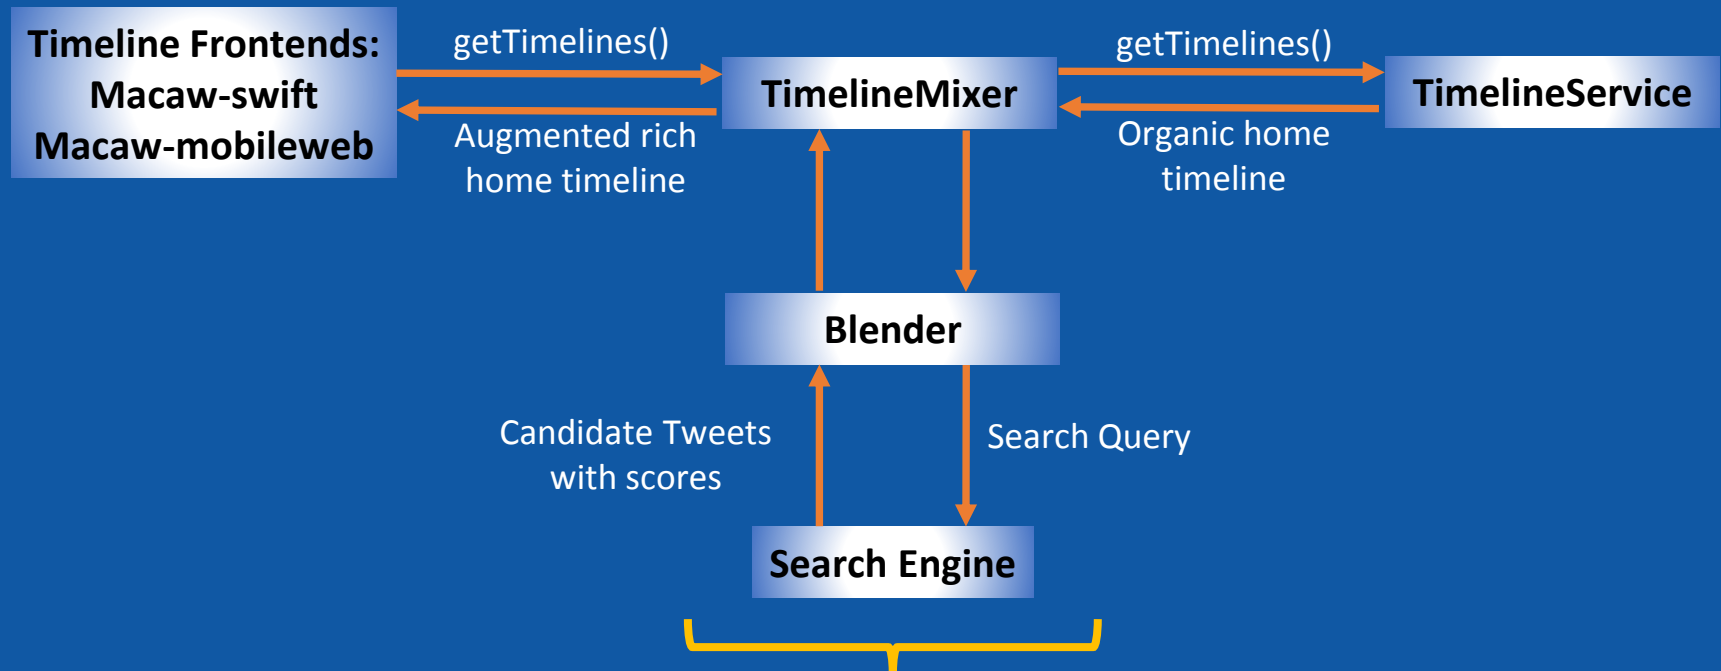 Timeline Frontends:
Macaw-swift
Macaw-mobileweb
getTimelines()
Augmented rich
home timeline
TimelineMixer
getTimelines()
Organic home
timeline
TimelineService
Blender
Candidate Tweets
with scores
Search Query
Search Engine